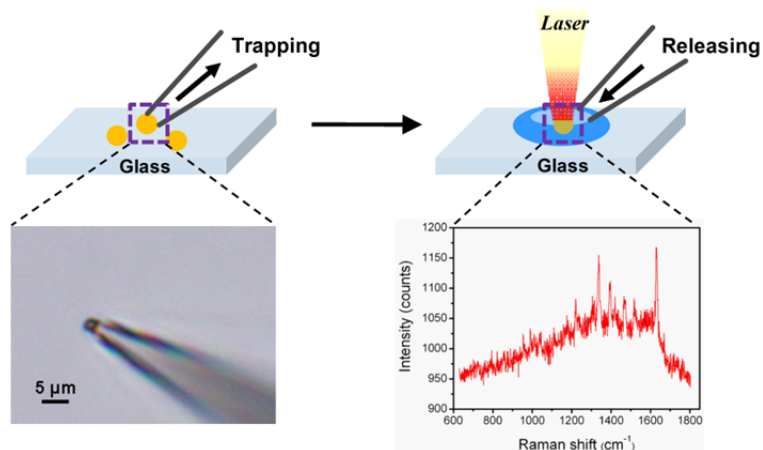 Trapping
Glass
Laser
Releasing
Glass
5 μm
1200
1150
1100
1050
1000
950
900
Intensity (counts)
600 800 1000 1200 1400 1600 1800
Raman shift (cm⁻¹)